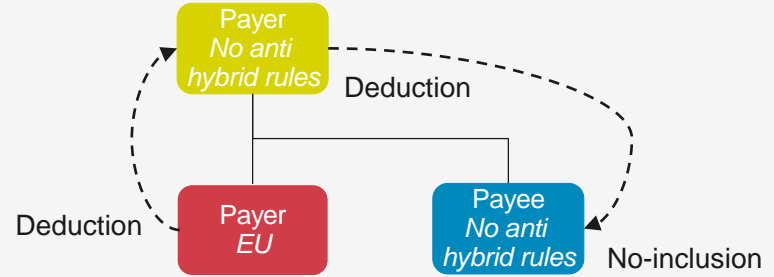 Payer
No anti
hybrid rules
Deduction
Deduction
Payer
EU
Payee
No anti
hybrid rules
No-inclusion